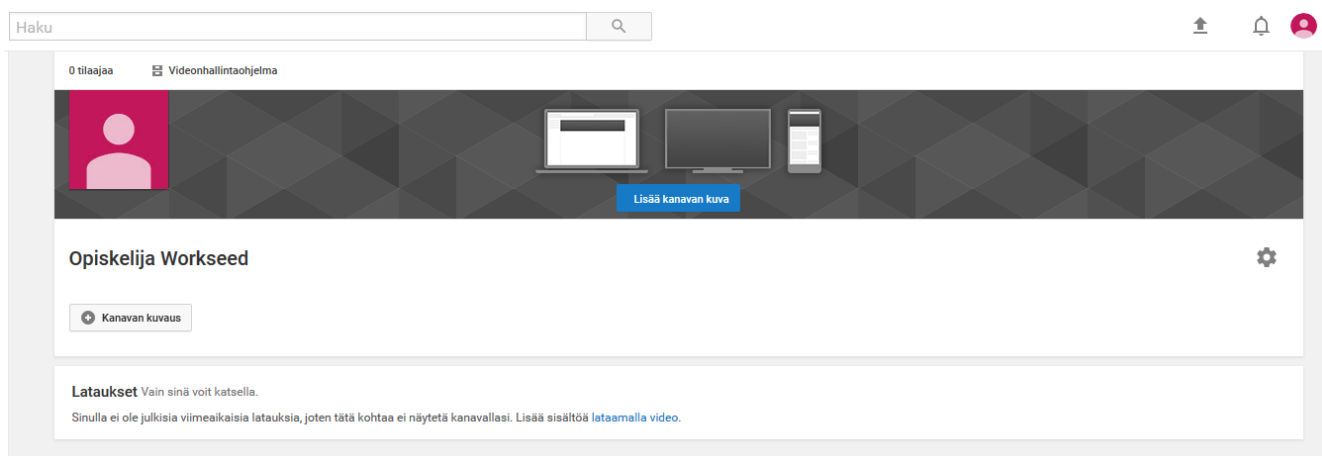 Haku
0 tilaajaa Videonhallintaohjelma
Lisää kanavan kuva
Opiskelija Workseed
Kanavan kuvaus
Lataukset Vain sinä voit katsella.
Sinulla ei ole julkisia viimeaikaisia latauksia, joten tätä kohtaa ei näytetä kanavallasi. Lisää sisältöä lataamalla video.